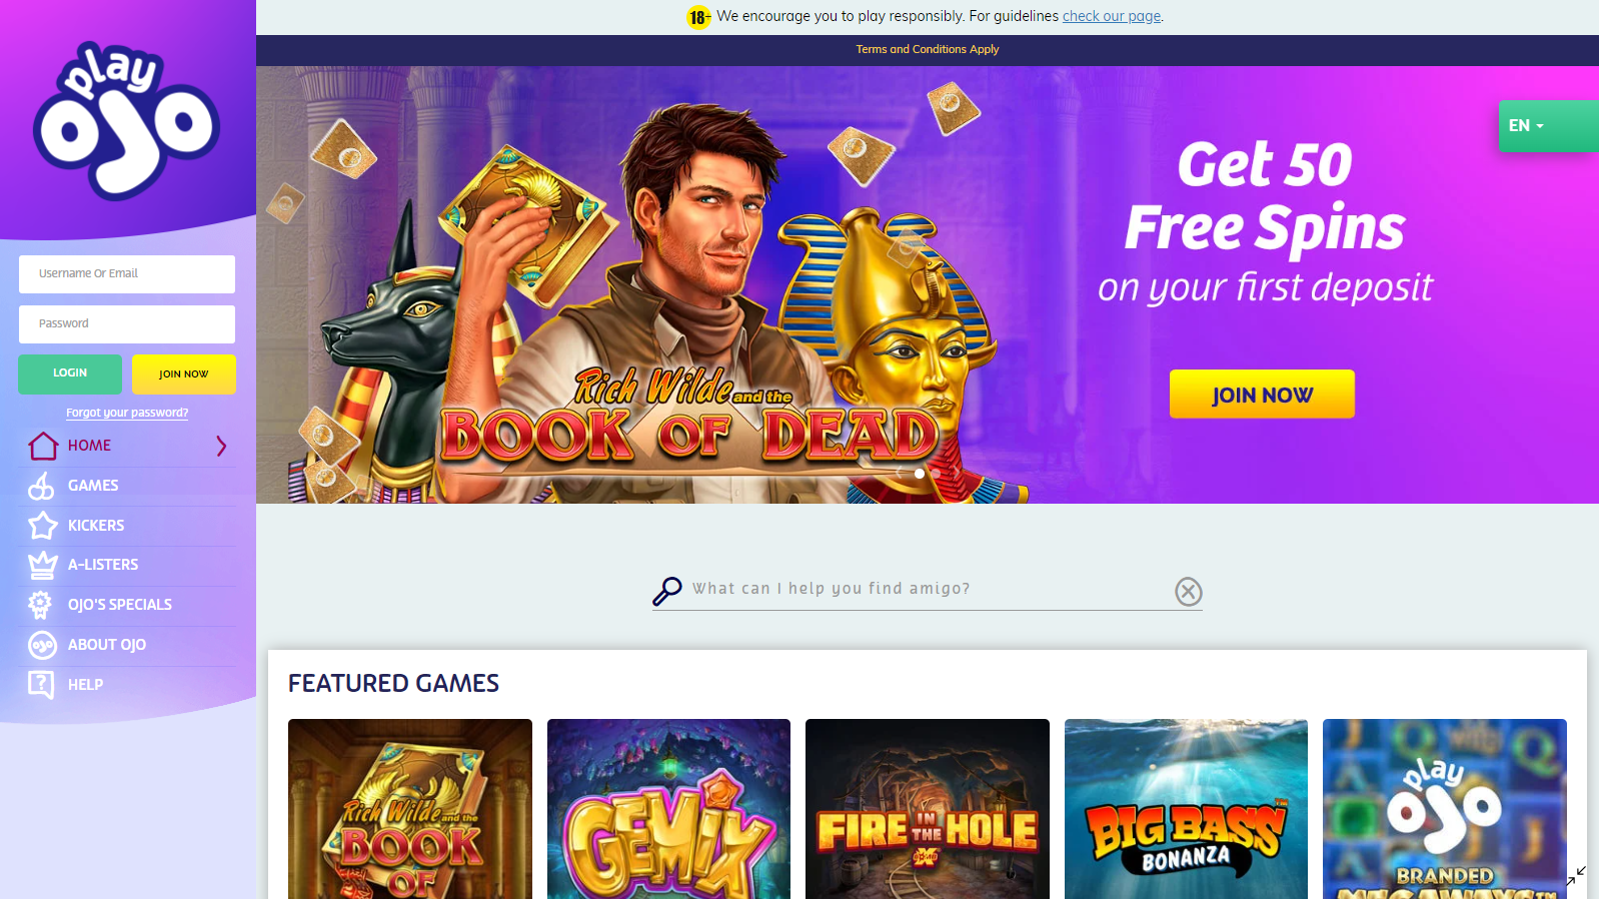 play
OJO
Username Or Email
Password
LOGIN
JOIN NOW
Forgot your password?
HOME
GAMES
KICKERS
A-LISTERS
OJO'S SPECIALS
OJO
ABOUT OJO
?
HELP
18+ We encourage you to play responsibly. For guidelines check our page.
Terms and Conditions Apply
EN
Get 50
Free Spins
on your first deposit
JOIN NOW
Rich Wilde and the
BOOK OF DEAD
What can I help you find amigo?
FEATURED GAMES
Rich Wilde and the
BOOK
OF
GEMIX
FIRE IN THE HOLE
BIG BASS
BONANZA
play
OJO
BRANDED
MEGAWAYS™